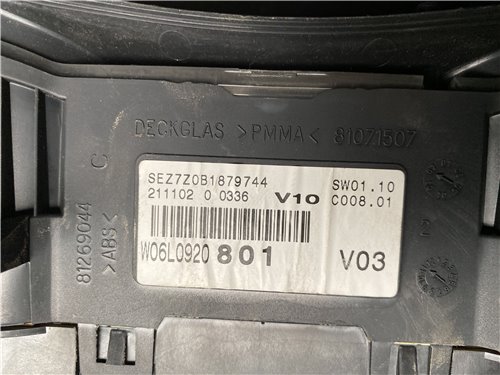 DECKGLAS >PMMA< 81071507
C
81269044
>ABS<
SEZ7Z0B1879744 SW01.10
211102 0 0336 V10 C008.01
W06L0920 801 V03